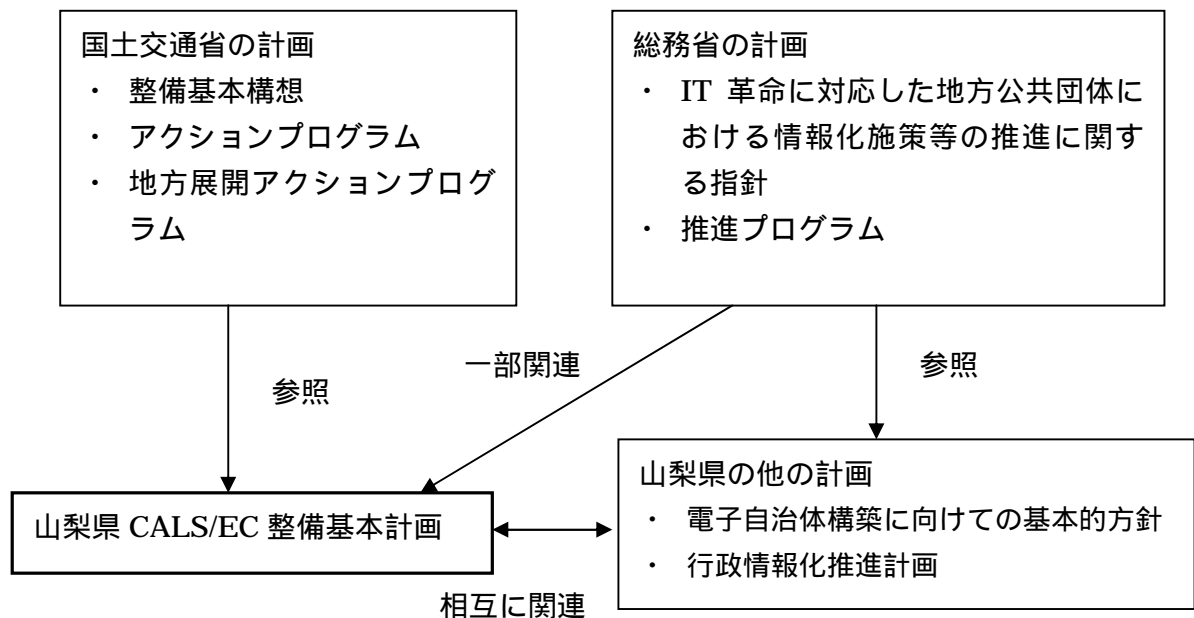 国土交通省の計画
・ 整備基本構想
・ アクションプログラム
・ 地方展開アクションプログ
ラム
総務省の計画
・ IT 革命に対応した地方公共団体に
おける情報化施策等の推進に関す
る指針
・ 推進プログラム
参照
一部関連
参照
山梨県 CALS/EC 整備基本計画
相互に関連
山梨県の他の計画
・ 電子自治体構築に向けての基本的方針
・ 行政情報化推進計画